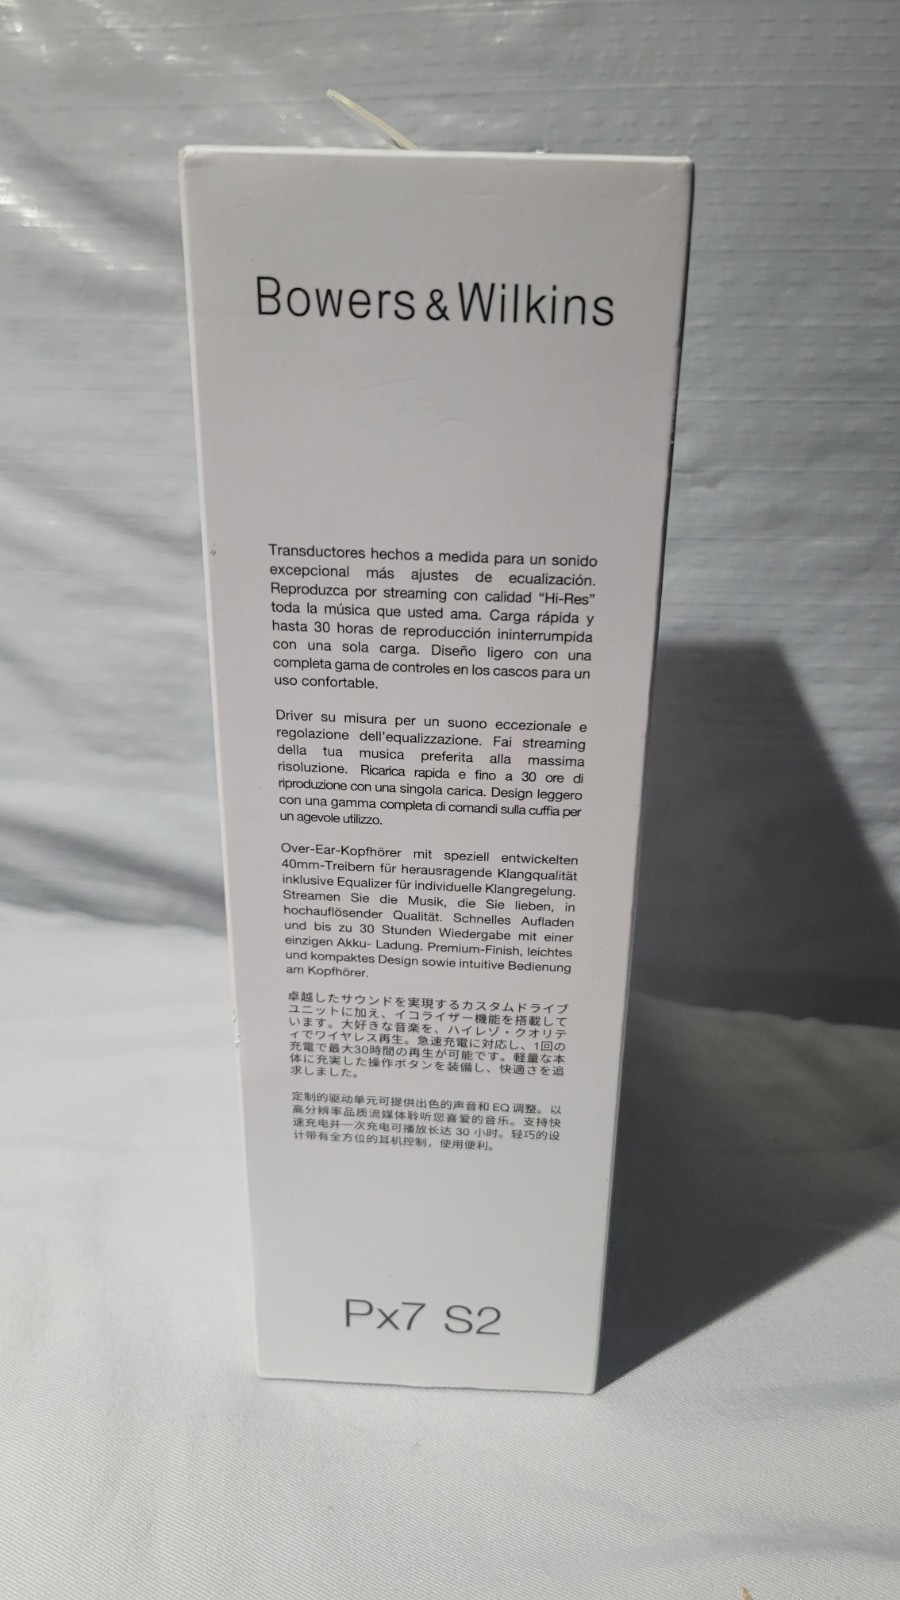 Bowers & Wilkins
Transductores hechos a medida para un sonido
excepcional más ajustes de ecualización.
Reproduzca por streaming con calidad “Hi-Res”
toda la música que usted ama. Carga rápida y
hasta 30 horas de reproducción ininterrumpida
con una sola carga. Diseño ligero con una
completa gama de controles en los cascos para un
uso confortable.
Driver su misura per un suono eccezionale e
regolazione dell'equalizzazione. Fai streaming
della tua musica preferita alla massima
risoluzione. Ricarica rapida e fino a 30 ore di
riproduzione con una singola carica. Design leggero
con una gamma completa di comandi sulla cuffia per
un agevole utilizzo.
Over-Ear-Kopfhörer mit speziell entwickelten
40mm-Treibern für herausragende Klangqualität
inklusive Equalizer für individuelle Klangregelung.
Streamen Sie die Musik, die Sie lieben, in
hochauflösender Qualität. Schnelles Aufladen
und bis zu 30 Stunden Wiedergabe mit einer
einzigen Akku- Ladung. Premium-Finish, leichtes
und kompaktes Design sowie intuitive Bedienung
am Kopfhörer.
卓越したサウンドを実現するカスタムドライブ
ユニットに加え、イコライザー機能を搭載して
います。大好きな音楽を、ハイレゾ・クオリテ
ィでワイヤレス再生。急速充電に対応し、1回の
充電で最大30時間の再生が可能です。軽量な本
体に充実した操作ボタンを装備し、快適さを追
求しました。
定制的驱动单元可提供出色的声音和 EQ 调整。以
高分辨率品质流媒体聆听您喜爱的音乐。支持快
速充电并一次充电可播放长达 30 小时。轻巧的设
计带有全方位的耳机控制，使用便利。
Px7 S2